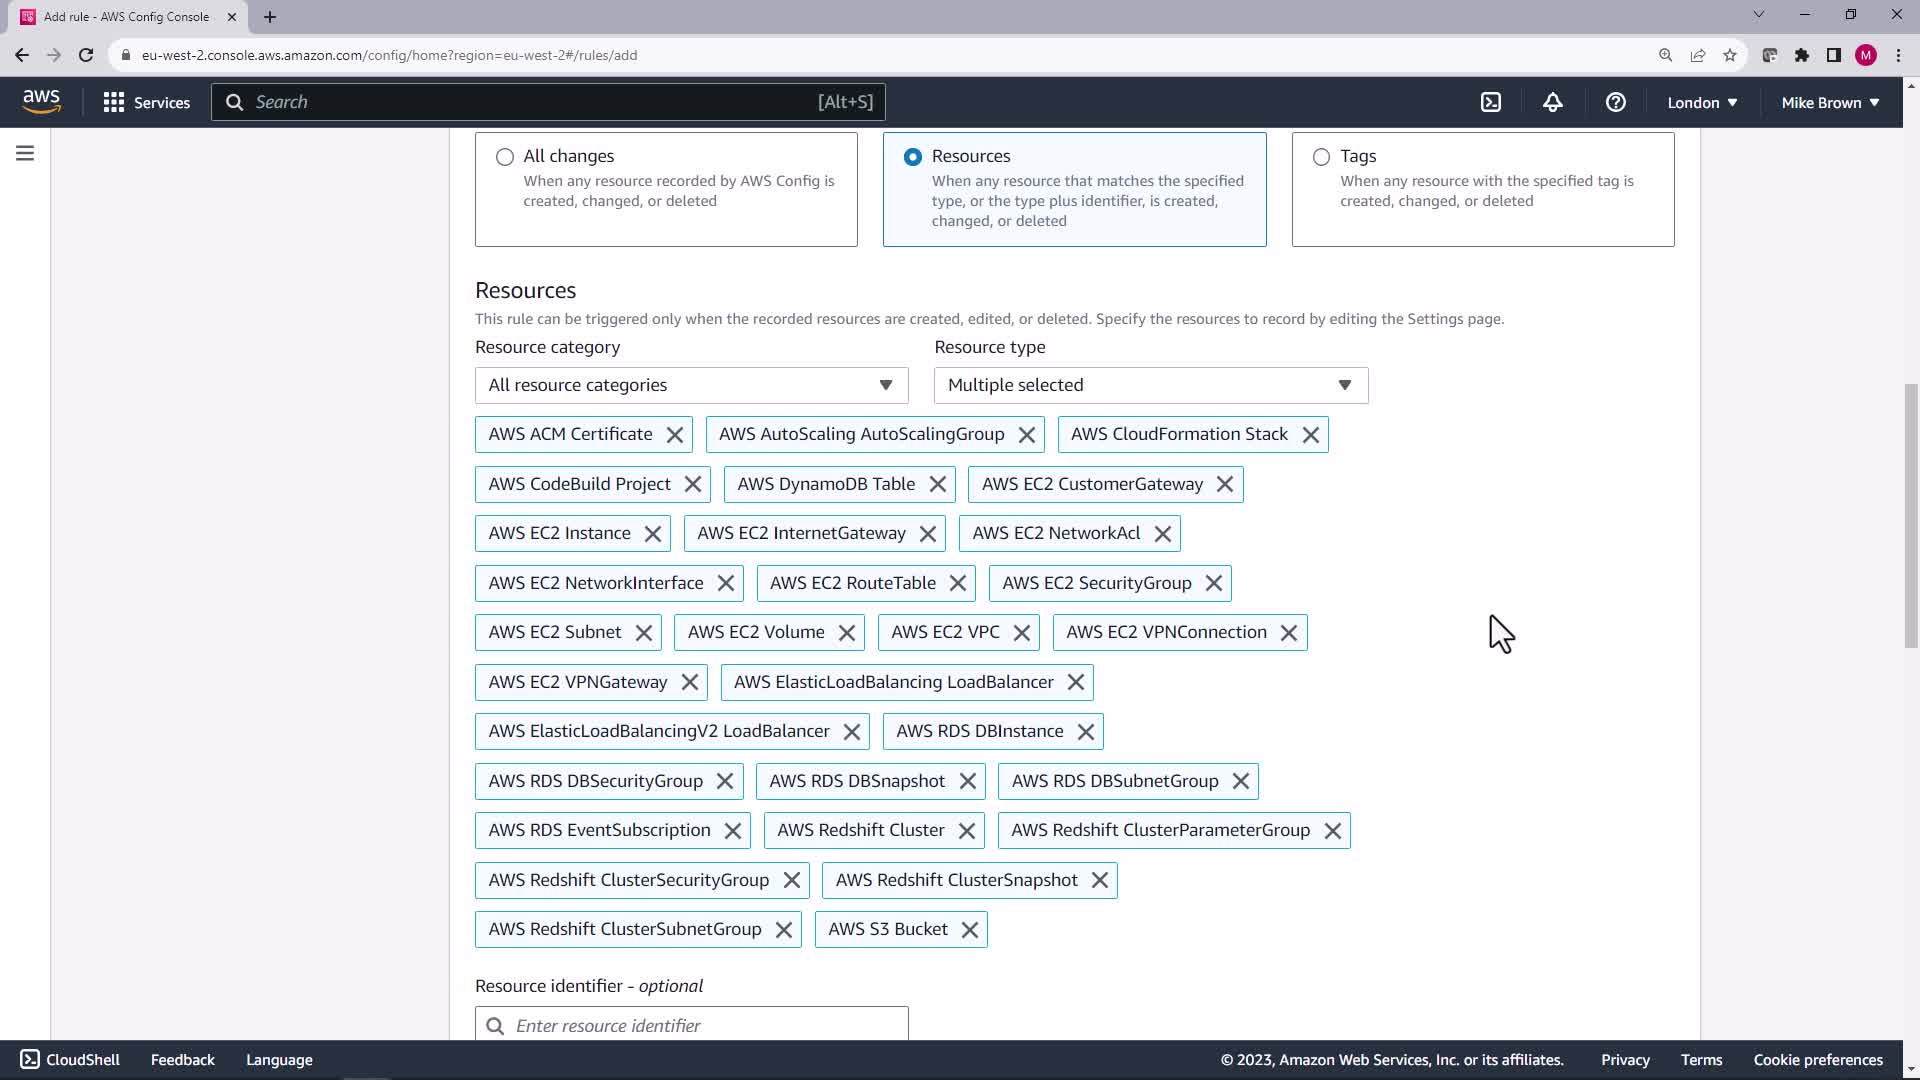 Add rule - AWS Config Console
eu-west-2.console.aws.amazon.com/config/home?region=eu-west-2#/rules/add
M
aws
Services
Search
[Alt+S]
London
Mike Brown
All changes
When any resource recorded by AWS Config is
created, changed, or deleted
Resources
When any resource that matches the specified
type, or the type plus identifier, is created,
changed, or deleted
Tags
When any resource with the specified tag is
created, changed, or deleted
Resources
This rule can be triggered only when the recorded resources are created, edited, or deleted. Specify the resources to record by editing the Settings page.
Resource category
Resource type
All resource categories
Multiple selected
AWS ACM Certificate
AWS AutoScaling AutoScalingGroup
AWS CloudFormation Stack
AWS CodeBuild Project
AWS DynamoDB Table
AWS EC2 CustomerGateway
AWS EC2 Instance
AWS EC2 InternetGateway
AWS EC2 NetworkAcl
AWS EC2 NetworkInterface
AWS EC2 RouteTable
AWS EC2 SecurityGroup
AWS EC2 Subnet
AWS EC2 Volume
AWS EC2 VPC
AWS EC2 VPNConnection
AWS EC2 VPNGateway
AWS ElasticLoadBalancing LoadBalancer
AWS ElasticLoadBalancingV2 LoadBalancer
AWS RDS DBInstance
AWS RDS DBSecurityGroup
AWS RDS DBSnapshot
AWS RDS DBSubnetGroup
AWS RDS EventSubscription
AWS Redshift Cluster
AWS Redshift ClusterParameterGroup
AWS Redshift ClusterSecurityGroup
AWS Redshift ClusterSnapshot
AWS Redshift ClusterSubnetGroup
AWS S3 Bucket
Resource identifier - optional
Enter resource identifier
CloudShell
Feedback
Language
© 2023, Amazon Web Services, Inc. or its affiliates.
Privacy
Terms
Cookie preferences